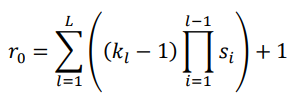 r₀ = ∑_{l=1}^{L} ( (k_l − 1) ∏_{i=1}^{l−1} s_i ) + 1